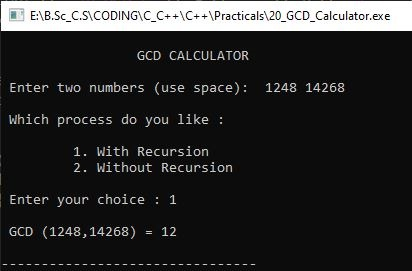 E:\B.Sc_C.S\CODING\C_C++\C++\Practicals\20_GCD_Calculator.exe
GCD CALCULATOR
Enter two numbers (use space):  1248 14268
Which process do you like :
1. With Recursion
2. Without Recursion
Enter your choice : 1
GCD (1248,14268) = 12
--------------------------------